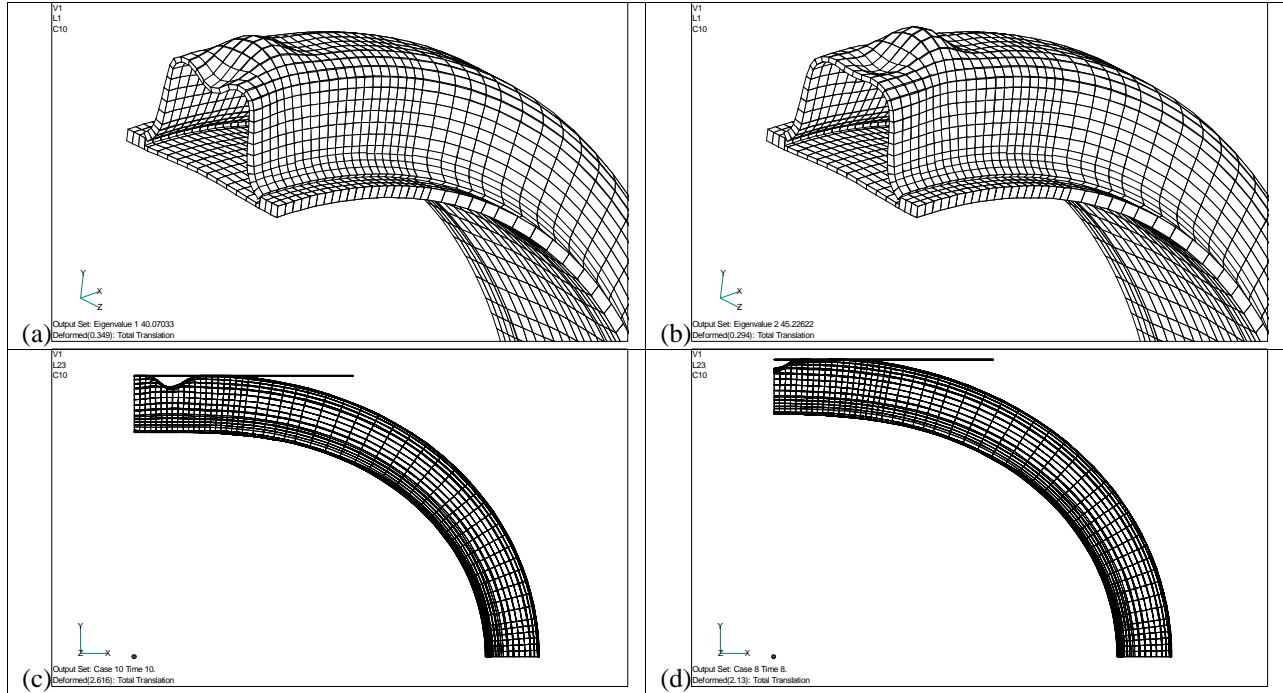 V1
L1
C10
Y
X
Z
Output Set: Eigenvalue 1 40.07033
Deformed(0.349): Total Translation
(a)
V1
L1
C10
Y
X
Z
Output Set: Eigenvalue 2 45.22622
Deformed(0.294): Total Translation
(b)
V1
L23
C10
Y
Z X
Output Set: Case 10 Time 10.
Deformed(2.616): Total Translation
(c)
V1
L23
C10
Y
Z X
Output Set: Case 8 Time 8.
Deformed(2.13): Total Translation
(d)